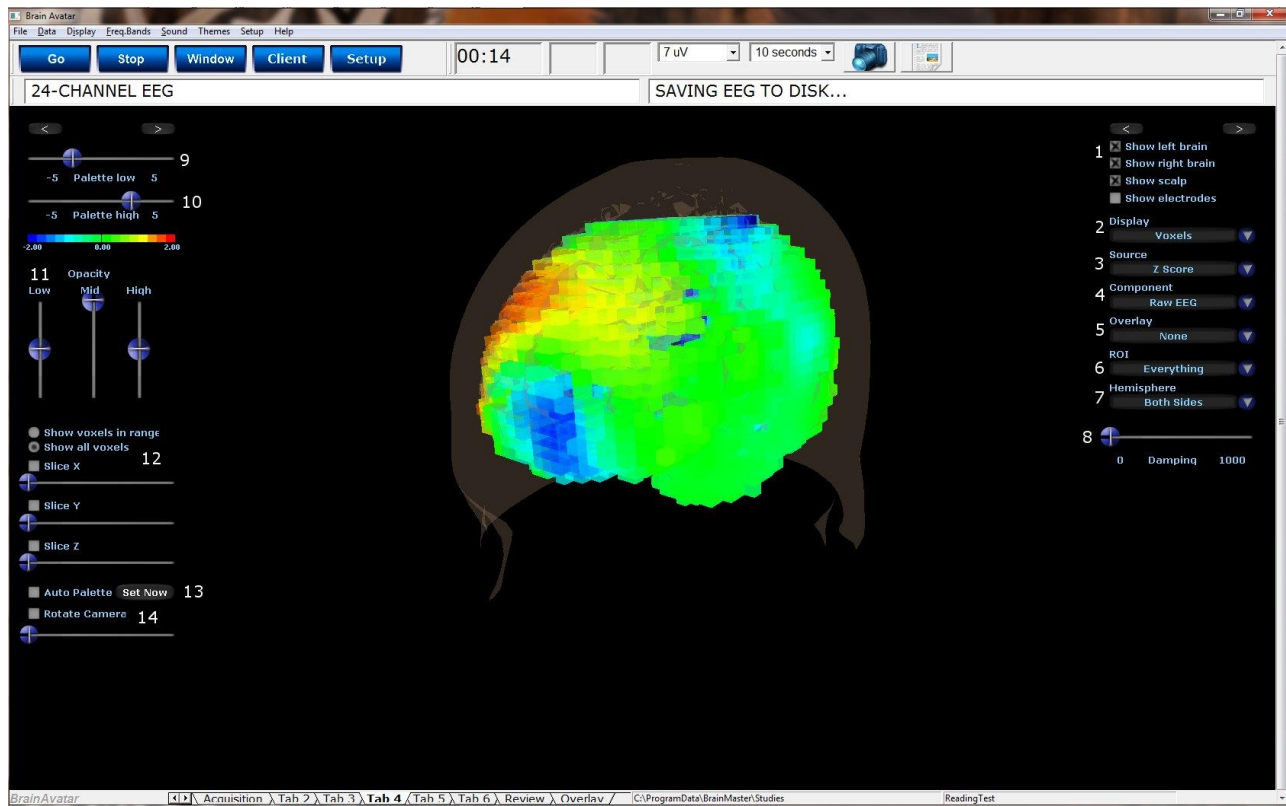 Brain Avatar
File Data Display Freq.Bands Sound Themes Setup Help
Go Stop Window Client Setup 00:14 7 uV 10 seconds
24-CHANNEL EEG SAVING EEG TO DISK...
< >
9
-5 Palette low 5
10
-5 Palette high 5
-2.00 0.00 2.00
11 Opacity
Low Mid High
Show voxels in range
Show all voxels
12
Slice X
Slice Y
Slice Z
Auto Palette Set Now 13
Rotate Camera 14
< >
1 Show left brain
Show right brain
Show scalp
Show electrodes
2 Display
Voxels
3 Source
Z Score
4 Component
Raw EEG
5 Overlay
None
6 ROI
Everything
7 Hemisphere
Both Sides
8
0 Damping 1000
BrainAvatar Acquisition Tab 2 Tab 3 Tab 4 Tab 5 Tab 6 Review Overlay C:\ProgramData\BrainMaster\Studies ReadingTest